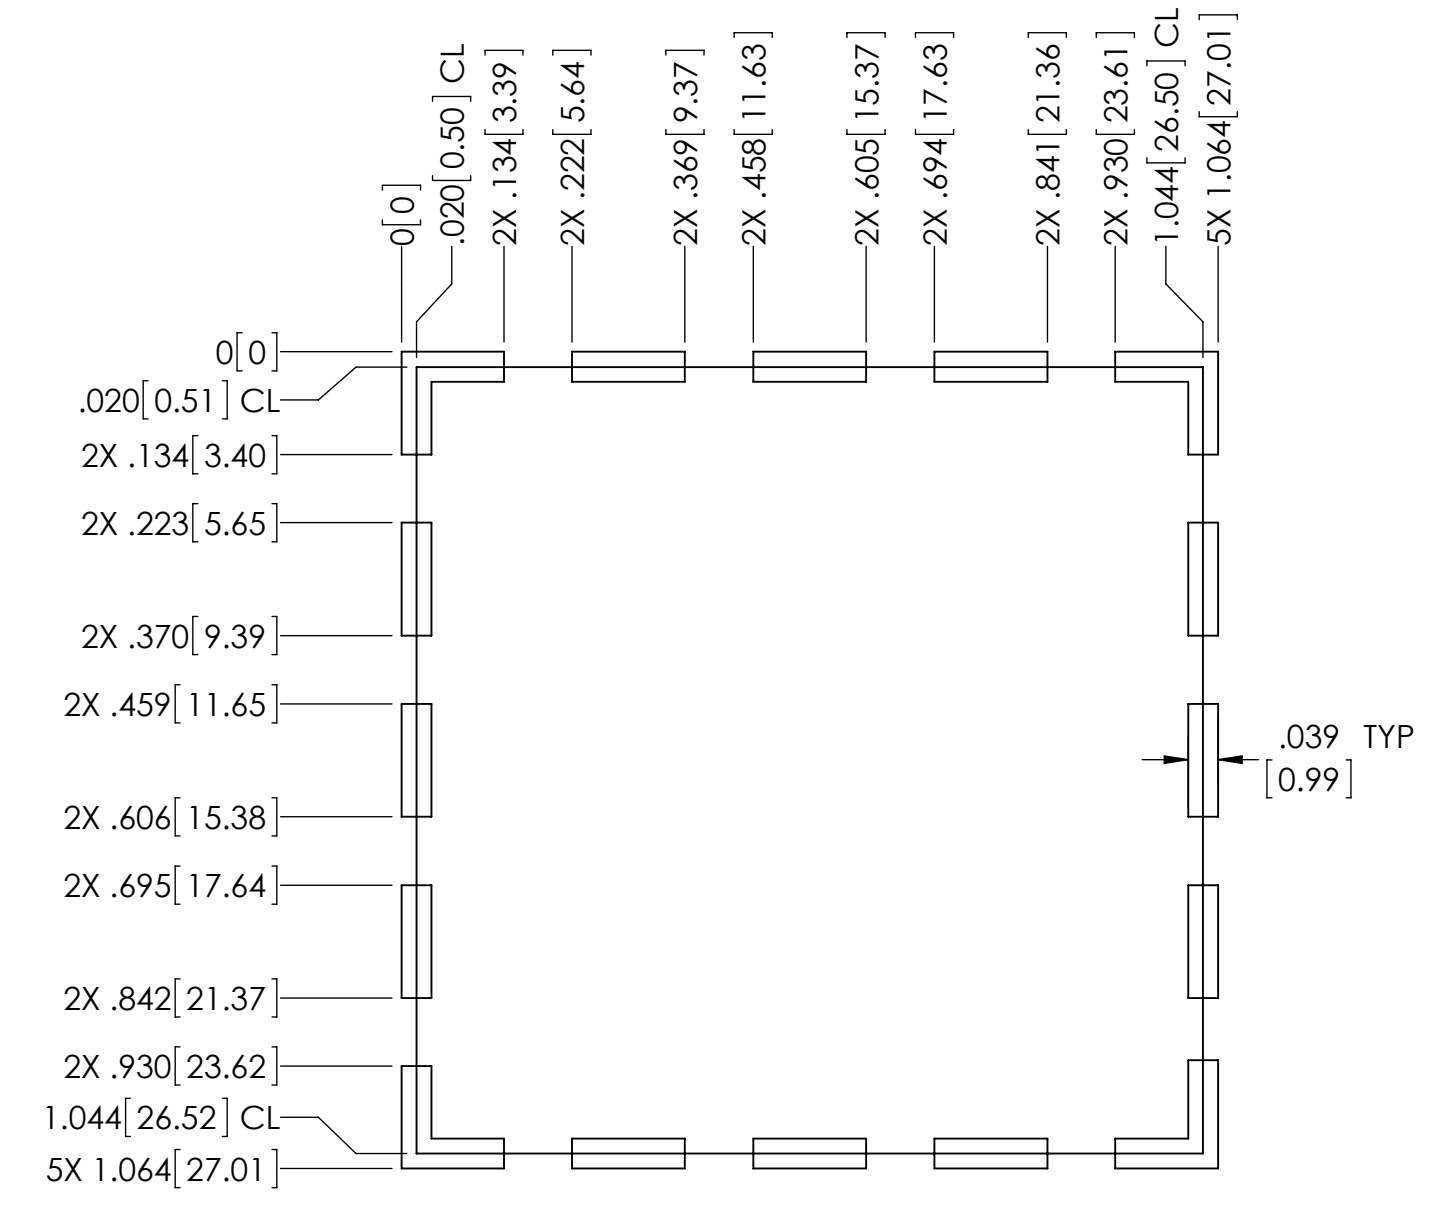 0[0]
.020[0.50] CL
2X .134[3.39]
2X .222[5.64]
2X .369[9.37]
2X .458[11.63]
2X .605[15.37]
2X .694[17.63]
2X .841[21.36]
2X .930[23.61]
1.044[26.50] CL
5X 1.064[27.01]
0[0]
.020[0.51] CL
2X .134[3.40]
2X .223[5.65]
2X .370[9.39]
2X .459[11.65]
.039 TYP
[0.99]
2X .606[15.38]
2X .695[17.64]
2X .842[21.37]
2X .930[23.62]
1.044[26.52] CL
5X 1.064[27.01]